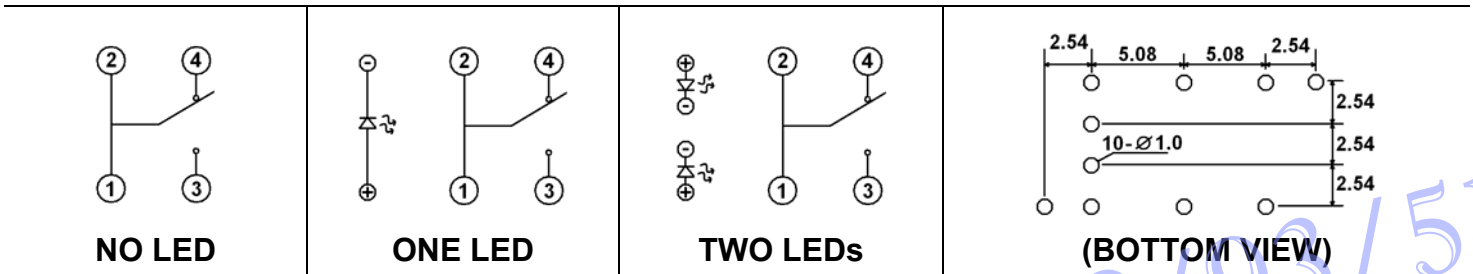 2 4
1 3
NO LED
-
2 4
+
1 3
ONE LED
+
-
2 4
-
+
1 3
TWO LEDs
2.54 5.08 5.08 2.54
2.54
2.54
10-Ø1.0
2.54
(BOTTOM VIEW)